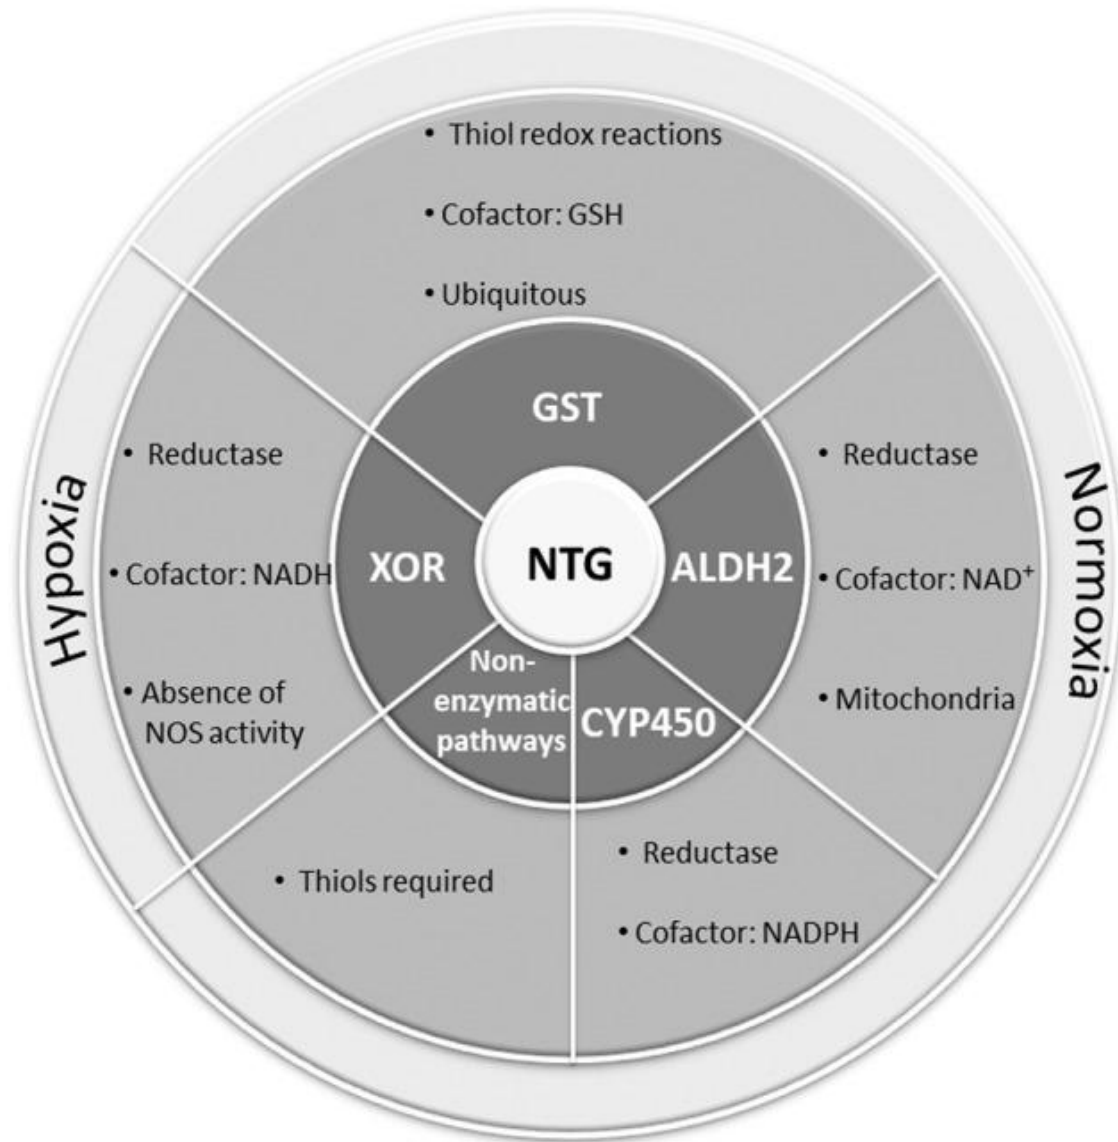 • Thiol redox reactions
• Cofactor: GSH
• Ubiquitous
GST
• Reductase
• Cofactor: NADH
• Absence of
NOS activity
XOR
NTG
ALDH2
• Reductase
• Cofactor: NAD⁺
• Mitochondria
Hypoxia
Normoxia
Non-
enzymatic
pathways
CYP450
• Thiols required
• Reductase
• Cofactor: NADPH